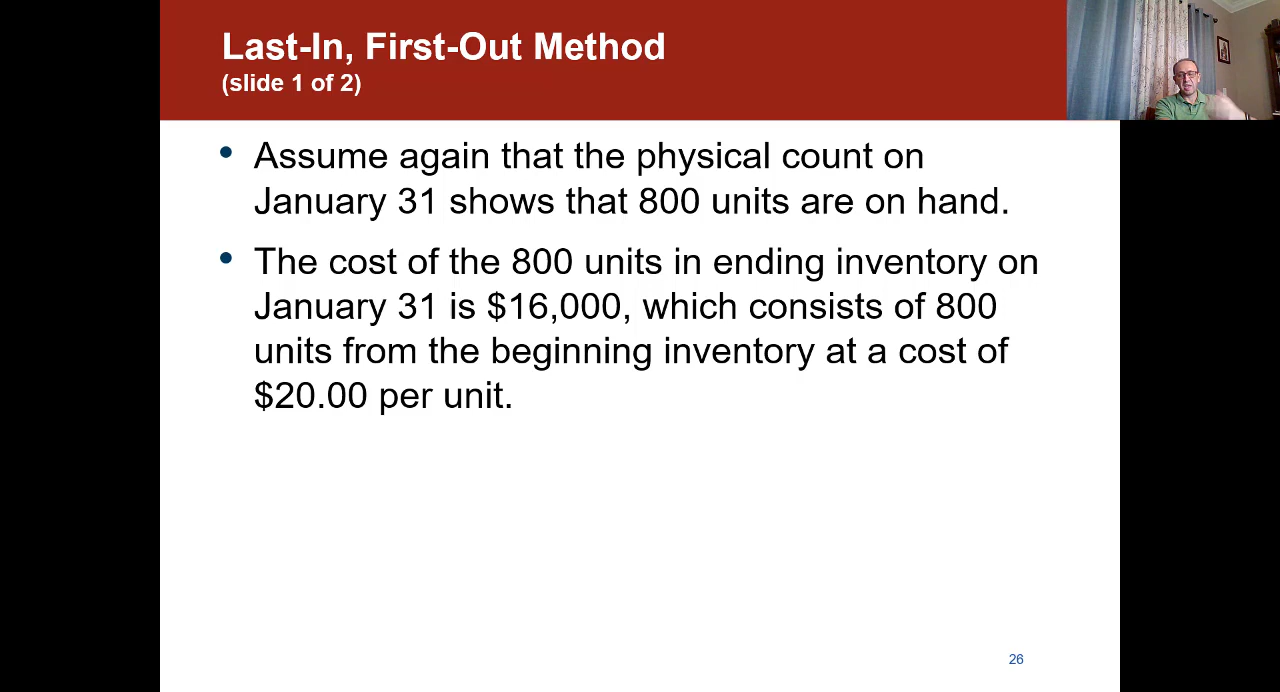 Last-In, First-Out Method
(slide 1 of 2)
• Assume again that the physical count on
January 31 shows that 800 units are on hand.
• The cost of the 800 units in ending inventory on
January 31 is $16,000, which consists of 800
units from the beginning inventory at a cost of
$20.00 per unit.
26